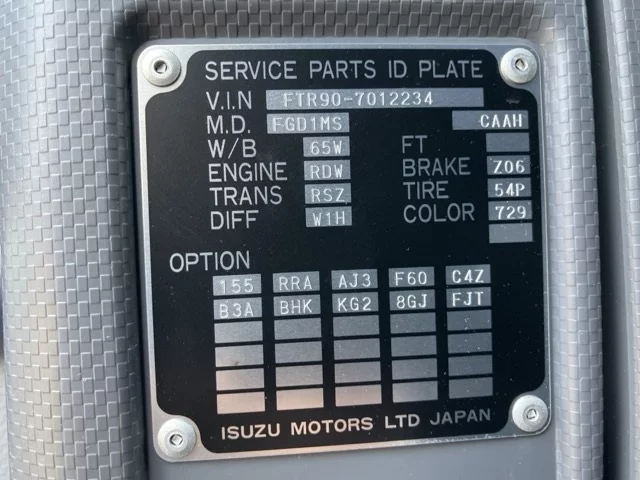 SERVICE PARTS ID PLATE
V.I.N FTR90-7012234
M.D. FGD1MS CAAH
W/B 65W FT
ENGINE RDW BRAKE Z06
TRANS RSZ TIRE 54P
DIFF W1H COLOR 729
OPTION
155 RRA AJ3 F60 C4Z
B3A BHK KG2 8GJ FJT
ISUZU MOTORS LTD JAPAN